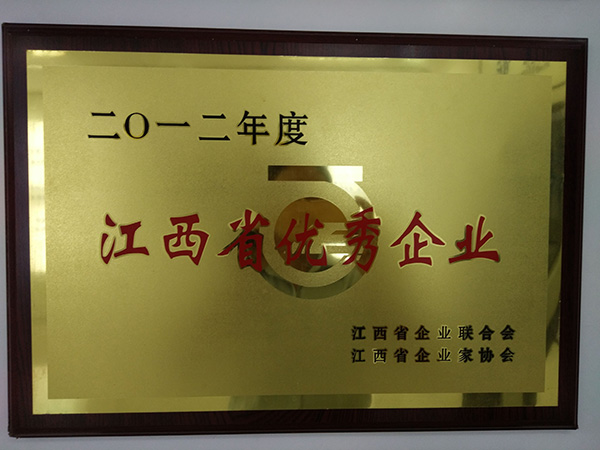 二〇一二年度
江西省优秀企业
江西省企业联合会
江西省企业家协会